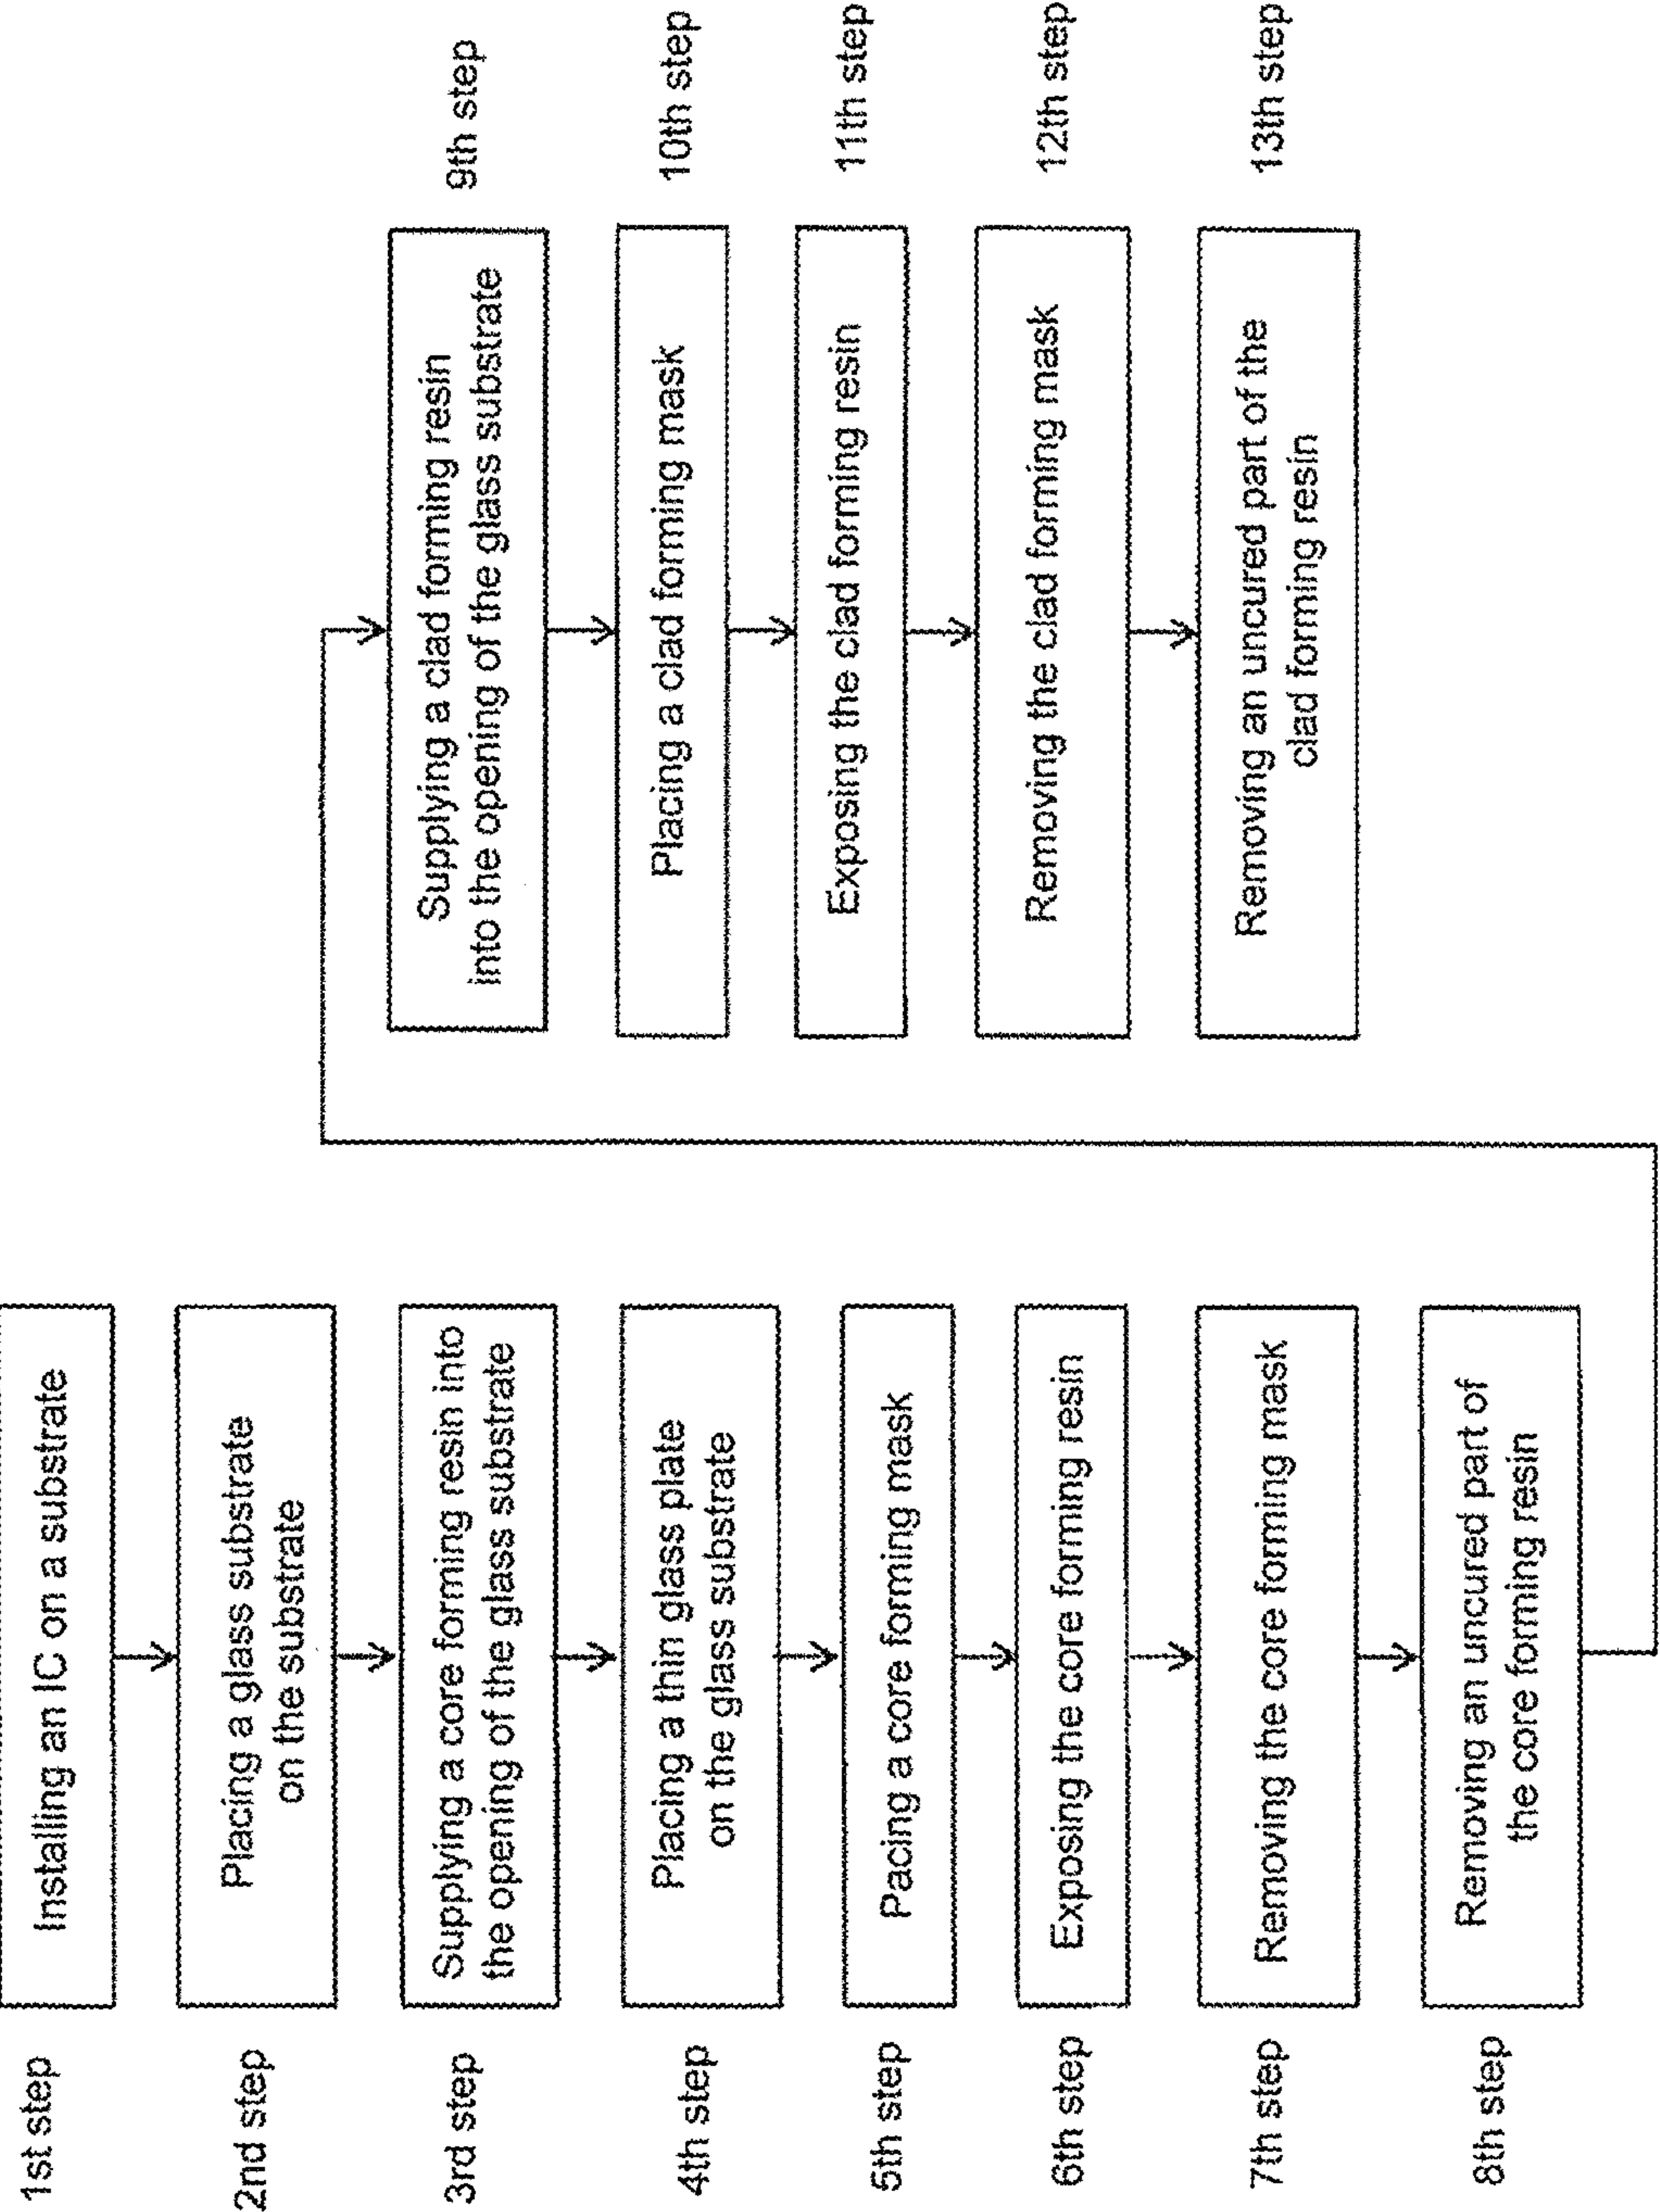 1st step
Installing an IC on a substrate
2nd step
Placing a glass substrate
on the substrate
3rd step
Supplying a core forming resin into
the opening of the glass substrate
4th step
Placing a thin glass plate
on the glass substrate
5th step
Pacing a core forming mask
6th step
Exposing the core forming resin
7th step
Removing the core forming mask
8th step
Removing an uncured part of
the core forming resin
Supplying a clad forming resin
into the opening of the glass substrate
9th step
Placing a clad forming mask
10th step
Exposing the clad forming resin
11th step
Removing the clad forming mask
12th step
Removing an uncured part of the
clad forming resin
13th step